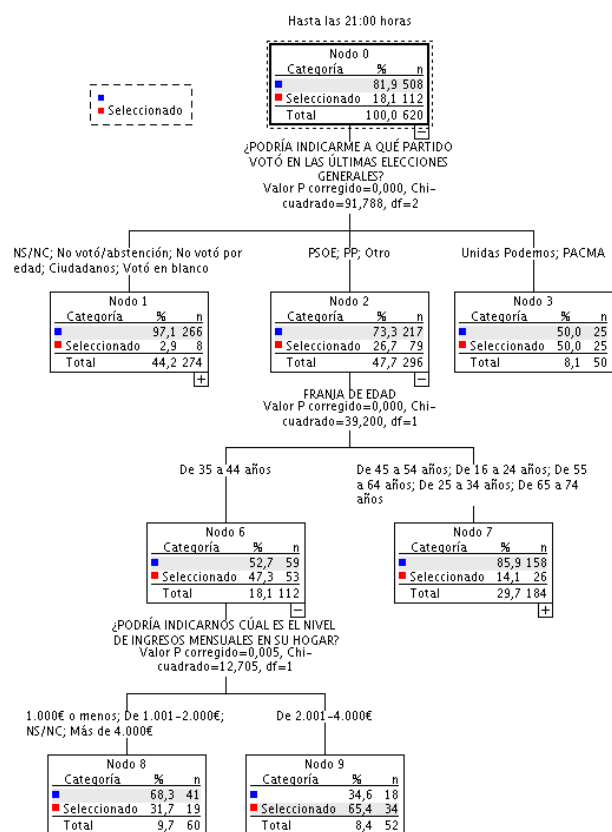 Hasta las 21:00 horas
Seleccionado
Nodo 0
Categoría % n
81,9 508
Seleccionado 18,1 112
Total 100,0 620
¿PODRÍA INDICARME A QUÉ PARTIDO
VOTÓ EN LAS ÚLTIMAS ELECCIONES
GENERALES?
Valor P corregido=0,000, Chi-
cuadrado=91,788, df=2
NS/NC; No votó/abstención; No votó por
edad; Ciudadanos; Votó en blanco
PSOE; PP; Otro
Unidas Podemos; PACMA
Nodo 1
Categoría % n
97,1 266
Seleccionado 2,9 8
Total 44,2 274
Nodo 2
Categoría % n
73,3 217
Seleccionado 26,7 79
Total 47,7 296
Nodo 3
Categoría % n
50,0 25
Seleccionado 50,0 25
Total 8,1 50
FRANJA DE EDAD
Valor P corregido=0,000, Chi-
cuadrado=39,200, df=1
De 35 a 44 años
De 45 a 54 años; De 16 a 24 años; De 55
a 64 años; De 25 a 34 años; De 65 a 74
años
Nodo 6
Categoría % n
52,7 59
Seleccionado 47,3 53
Total 18,1 112
Nodo 7
Categoría % n
85,9 158
Seleccionado 14,1 26
Total 29,7 184
¿PODRÍA INDICARNOS CÚAL ES EL NIVEL
DE INGRESOS MENSUALES EN SU HOGAR?
Valor P corregido=0,005, Chi-
cuadrado=12,705, df=1
1.000€ o menos; De 1.001-2.000€;
NS/NC; Más de 4.000€
De 2.001-4.000€
Nodo 8
Categoría % n
68,3 41
Seleccionado 31,7 19
Total 9,7 60
Nodo 9
Categoría % n
34,6 18
Seleccionado 65,4 34
Total 8,4 52